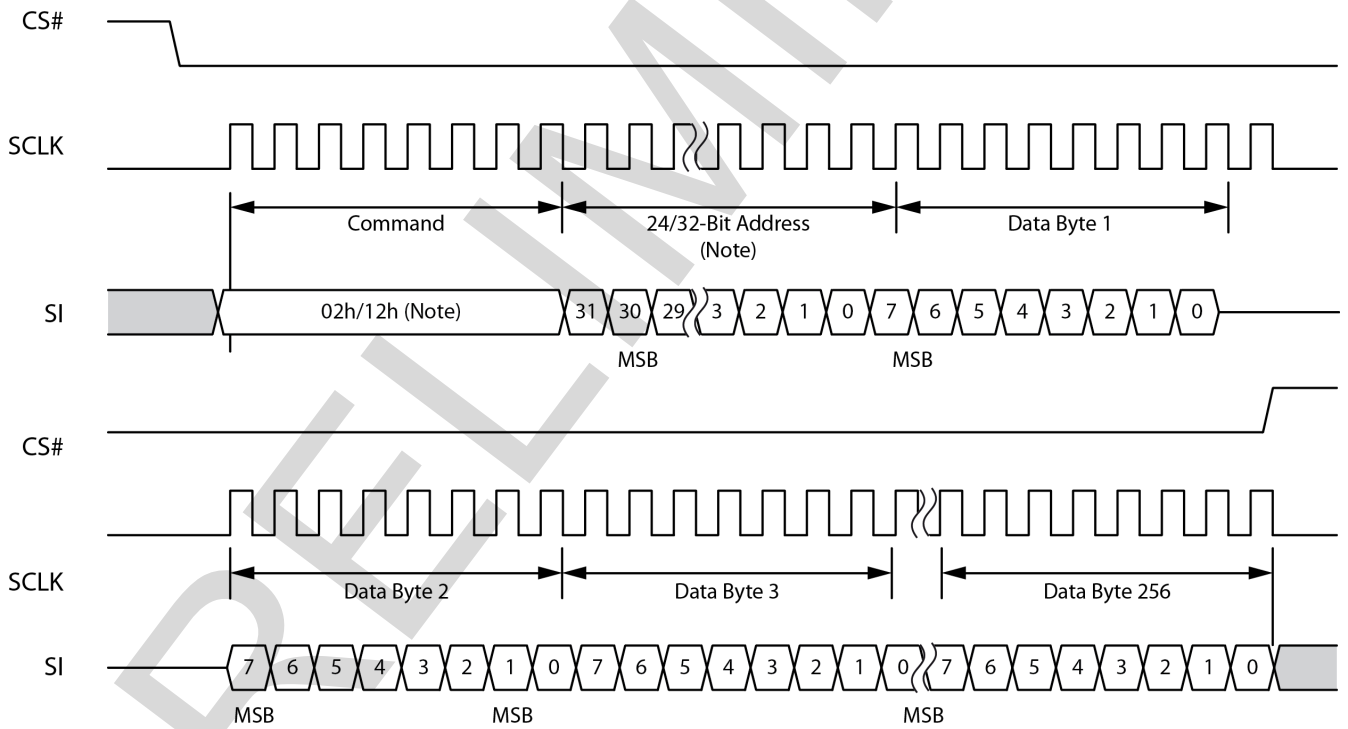 CS#
SCLK
Command
24/32-Bit Address
(Note)
Data Byte 1
SI
02h/12h (Note)
31 30 29 3 2 1 0 7 6 5 4 3 2 1 0
MSB MSB
CS#
SCLK
Data Byte 2
Data Byte 3
Data Byte 256
SI
7 6 5 4 3 2 1 0 7 6 5 4 3 2 1 0 7 6 5 4 3 2 1 0
MSB MSB MSB
RELIMI